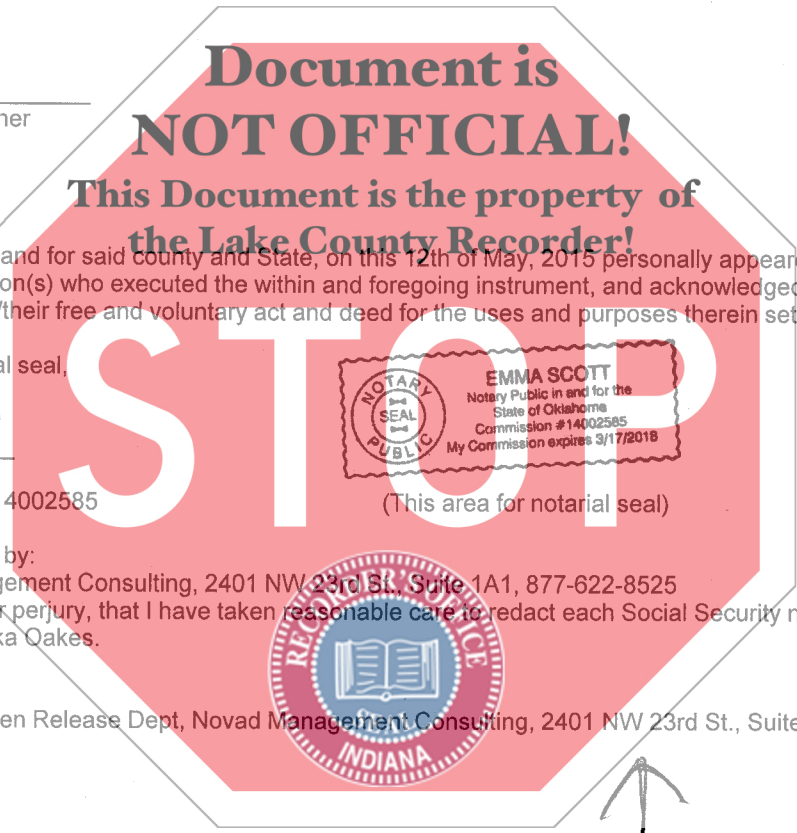 Document is
NOT OFFICIAL!
This Document is the property of
the Lake County Recorder!
ner
and for said county and State, on this 12th of May, 2015 personally appeare
on(s) who executed the within and foregoing instrument, and acknowledged
/their free and voluntary act and deed for the uses and purposes therein set
al seal,
STOP
NOTARY
SEAL
PUBLIC
EMMA SCOTT
Notary Public in and for the
State of Oklahoma
Commission #14002585
My Commission expires 3/17/2018
4002585
(This area for notarial seal)
by:
gement Consulting, 2401 NW 23rd St., Suite 1A1, 877-622-8525
r perjury, that I have taken reasonable care to redact each Social Security n
ka Oakes.
RECORDER'S OFFICE
SEAL
INDIANA
en Release Dept, Novad Management Consulting, 2401 NW 23rd St., Suite